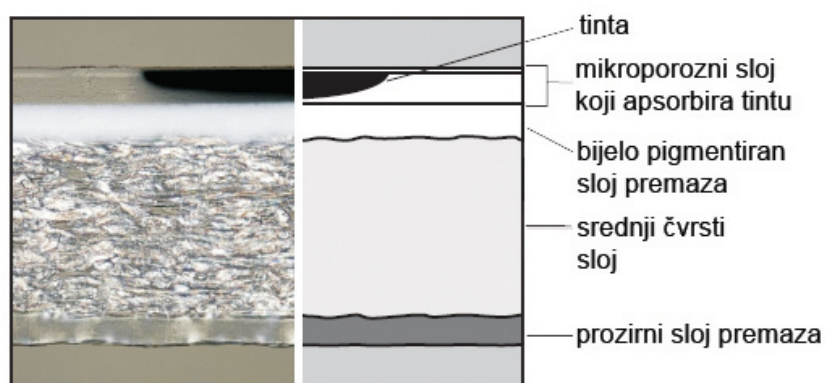 tinta
mikroporozni sloj
koji apsorbira tintu
bijelo pigmentiran
sloj premaza
srednji čvrsti
sloj
prozirni sloj premaza